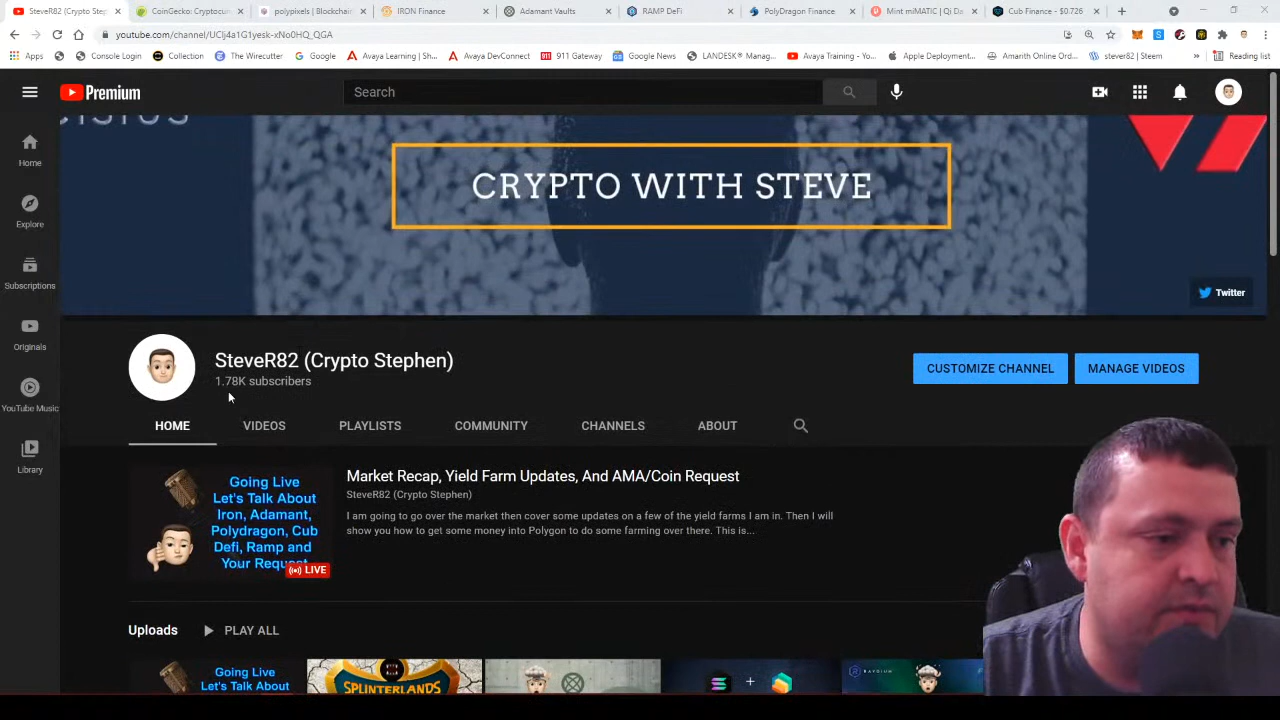 SteveR82 (Crypto Step
CoinGecko: Cryptocur
polypixels | Blockchain
IRON Finance
Adamant Vaults
RAMP DeFi
PolyDragon Finance
Mint miMATIC | Qi Da
Cub Finance - $0.726
youtube.com/channel/UCIj4a1G1yesk-xNo0HQ_QGA
Apps
Console Login
Collection
The Wirecutter
Google
Avaya Learning | Sh...
Avaya DevConnect
911 Gateway
Google News
LANDESK® Manag...
Avaya Training - Yo...
Apple Deployment...
Amarith Online Ord...
stever82 | Steem
»
Reading list
Premium
Search
CRYPTO WITH STEVE
Twitter
Home
Explore
Subscriptions
Originals
YouTube Music
Library
SteveR82 (Crypto Stephen)
1.78K subscribers
CUSTOMIZE CHANNEL
MANAGE VIDEOS
HOME
VIDEOS
PLAYLISTS
COMMUNITY
CHANNELS
ABOUT
Going Live
Let's Talk About
Iron, Adamant,
Polydragon, Cub
Defi, Ramp and
Your Request
LIVE
Market Recap, Yield Farm Updates, And AMA/Coin Request
SteveR82 (Crypto Stephen)
I am going to go over the market then cover some updates on a few of the yield farms I am in. Then I will
show you how to get some money into Polygon to do some farming over there. This is...
Uploads
PLAY ALL
Going Live
Let's Talk About
SPLINTERLANDS
+
RAYDIUM